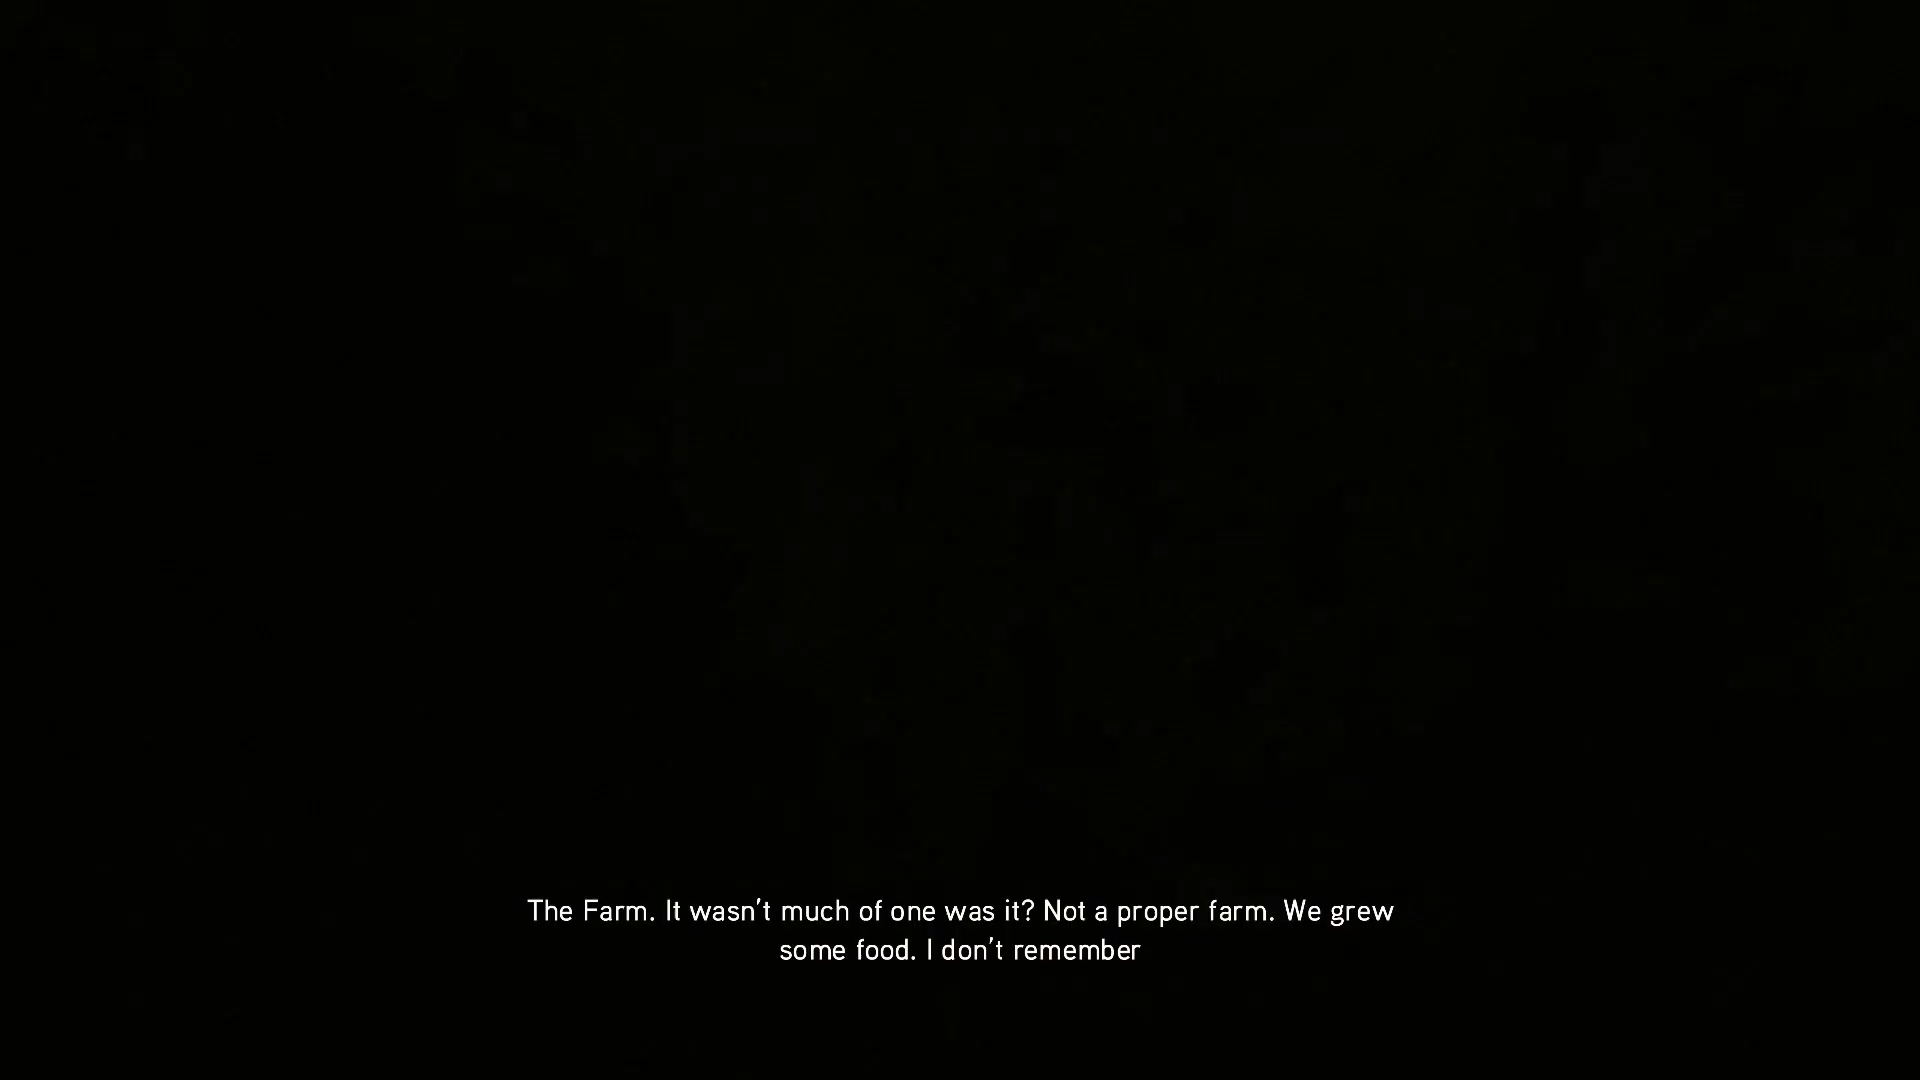 The Farm. It wasn't much of one was it? Not a proper farm. We grew
some food. I don't remember